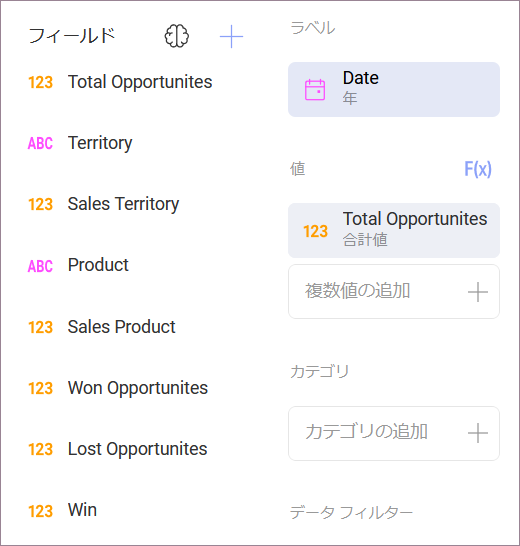 フィールド
123 Total Opportunites
ABC Territory
123 Sales Territory
ABC Product
123 Sales Product
123 Won Opportunites
123 Lost Opportunites
123 Win
ラベル
Date
年
値 F(x)
123 Total Opportunites
合計値
複数値の追加
カテゴリ
カテゴリの追加
データ フィルター